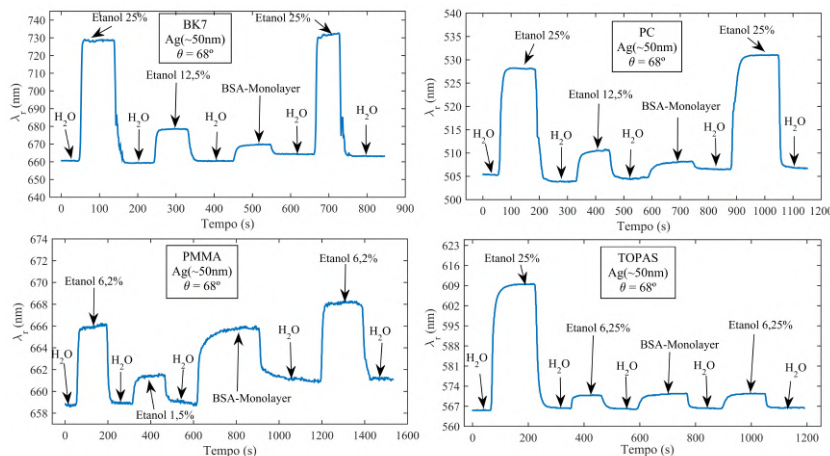 BK7
Ag(~50nm)
θ = 68º
Etanol 25%
Etanol 25%
Etanol 12,5%
BSA-Monolayer
H₂O
H₂O
H₂O
H₂O
H₂O
λr (nm)
740
730
720
710
700
690
680
670
660
650
640
0 100 200 300 400 500 600 700 800 900
Tempo (s)
PC
Ag(~50nm)
θ = 68º
Etanol 25%
Etanol 25%
Etanol 12,5%
BSA-Monolayer
H₂O
H₂O
H₂O
H₂O
H₂O
λr (nm)
540
535
530
525
520
515
510
505
500
0 100 200 300 400 500 600 700 800 900 1000 1100
Tempo (s)
PMMA
Ag(~50nm)
θ = 68º
Etanol 6,2%
Etanol 6,2%
H₂O
H₂O
H₂O
H₂O
H₂O
Etanol 1,5%
BSA-Monolayer
λr (nm)
674
672
670
668
666
664
662
660
658
656
0 200 400 600 800 1000 1200 1400 1600
Tempo (s)
TOPAS
Ag(~50nm)
θ = 68º
Etanol 25%
Etanol 6,25%
Etanol 6,25%
BSA-Monolayer
H₂O
H₂O
H₂O
H₂O
H₂O
λr (nm)
623
616
609
602
595
588
581
574
567
560
0 200 400 600 800 1000 1200
Tempo (s)